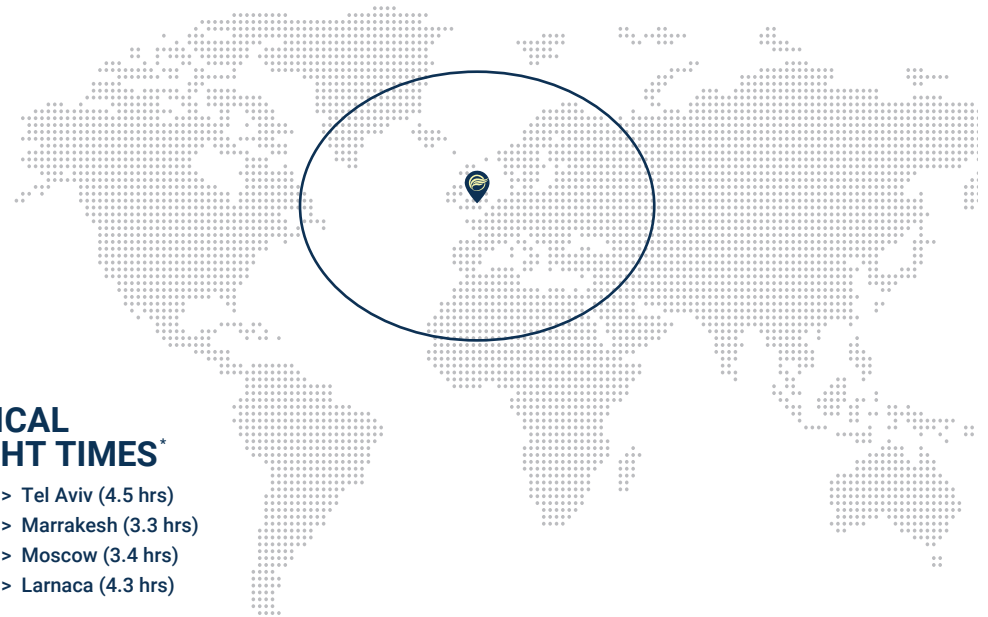 ICAL
HT TIMES*
> Tel Aviv (4.5 hrs)
> Marrakesh (3.3 hrs)
> Moscow (3.4 hrs)
> Larnaca (4.3 hrs)